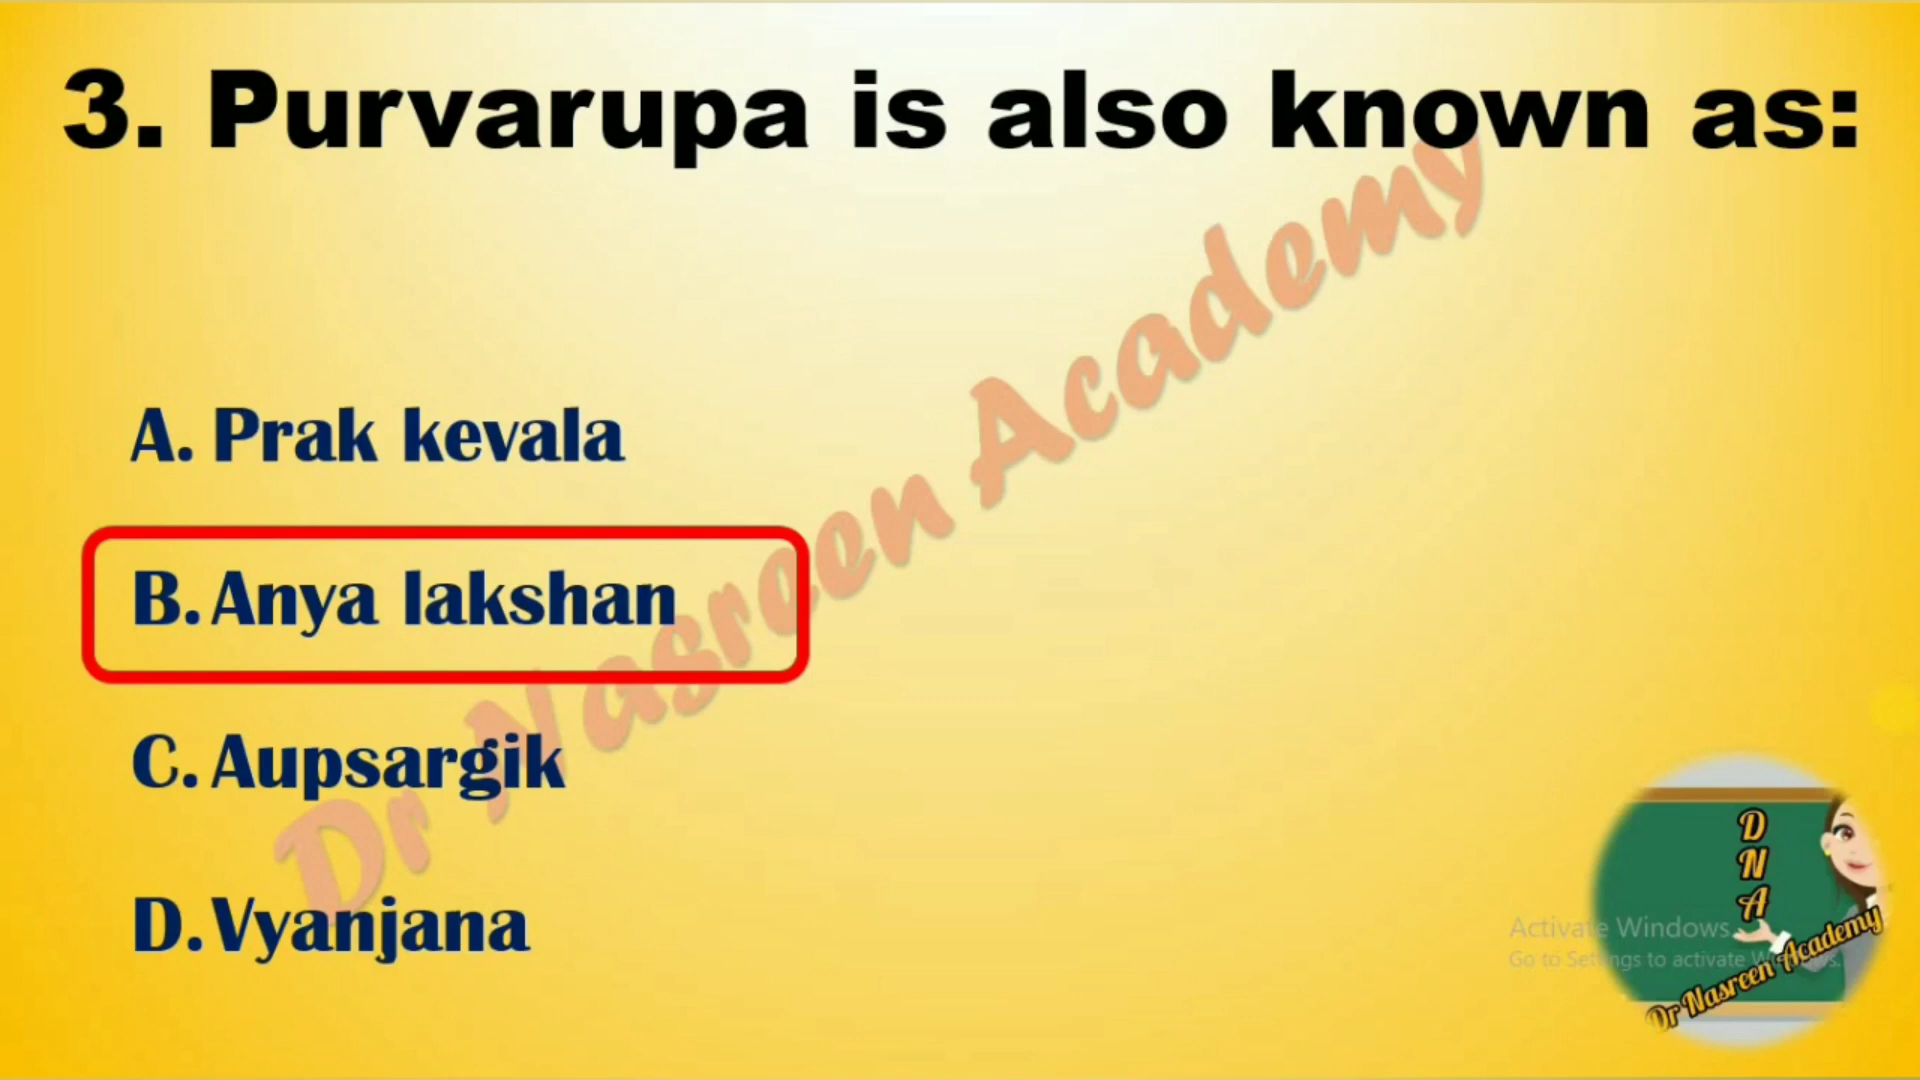 3. Purvarupa is also known as:
A. Prak kevala
B. Anya lakshan
C. Aupsargik
D. Vyanjana
Dr Nasreen Academy
D
N
A
Dr Nasreen Academy
Activate Windows
Go to Settings to activate Windows.